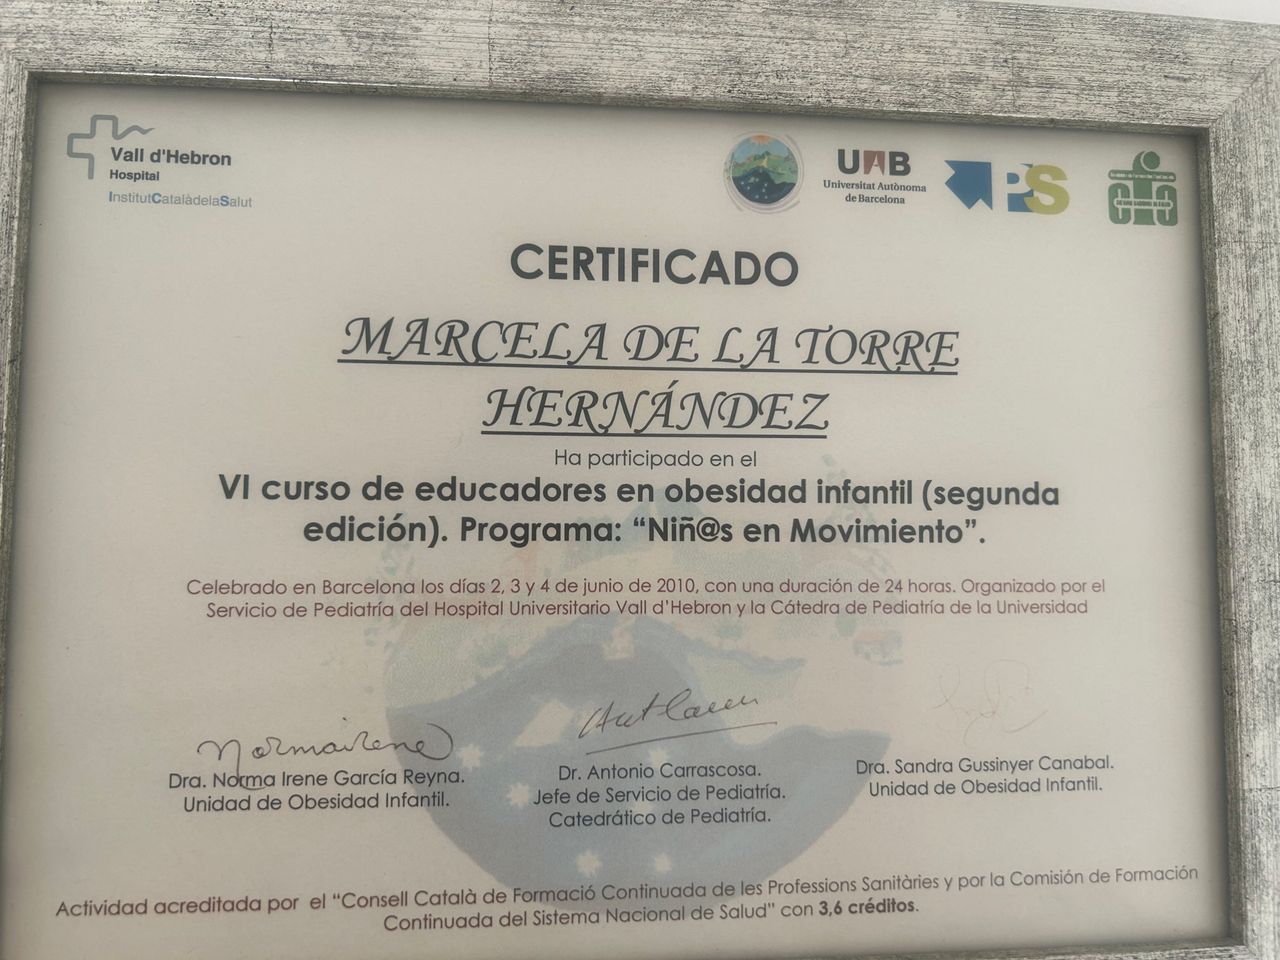 Vall d'Hebron
Hospital
InstitutCatalàdelaSalut
UAB
Universitat Autònoma
de Barcelona
PS
CERTIFICADO
MARCELA DE LA TORRE
HERNÁNDEZ
Ha participado en el
VI curso de educadores en obesidad infantil (segunda
edición). Programa: “Niñ@s en Movimiento”.
Celebrado en Barcelona los días 2, 3 y 4 de junio de 2010, con una duración de 24 horas. Organizado por el
Servicio de Pediatría del Hospital Universitario Vall d’Hebron y la Cátedra de Pediatría de la Universidad
Normairene
Dra. Norma Irene García Reyna.
Unidad de Obesidad Infantil.
Dr. Antonio Carrascosa.
Jefe de Servicio de Pediatría.
Catedrático de Pediatría.
Dra. Sandra Gussinyer Canabal.
Unidad de Obesidad Infantil.
Actividad acreditada por el “Consell Català de Formació Continuada de les Professions Sanitàries y por la Comisión de Formación
Continuada del Sistema Nacional de Salud” con 3,6 créditos.